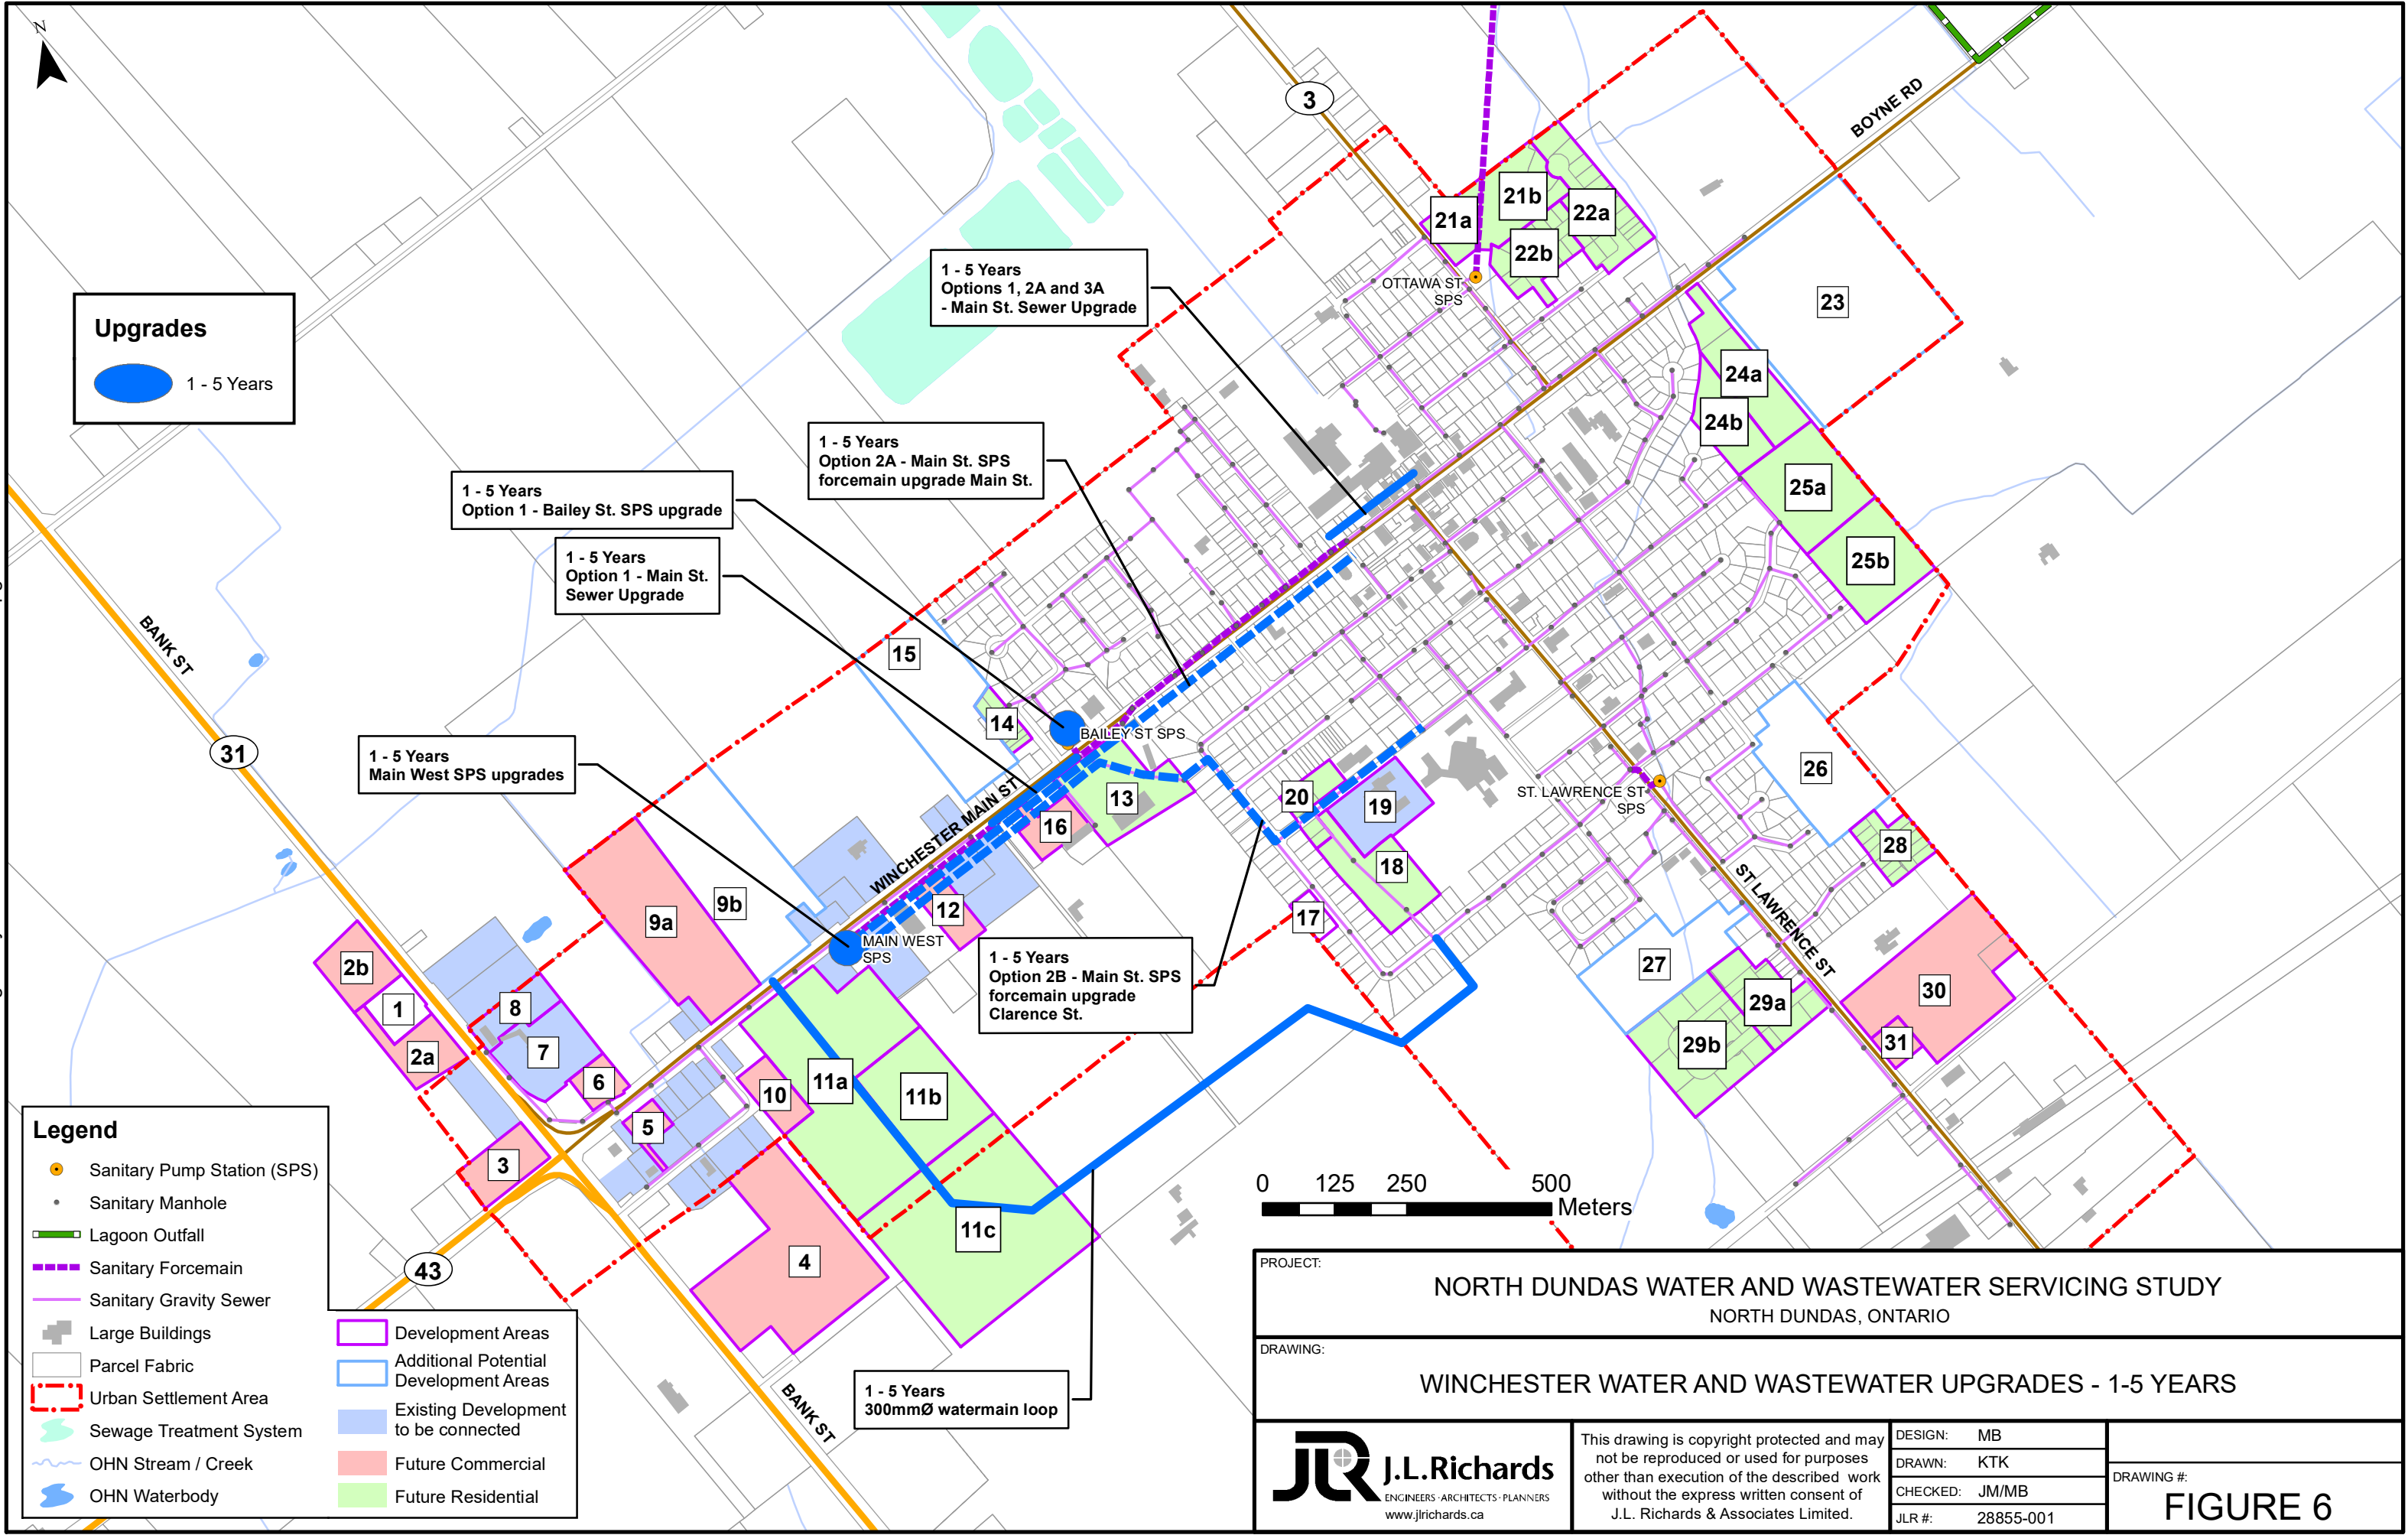 N
3
BOYNE RD
Upgrades
1 - 5 Years
1 - 5 Years
Options 1, 2A and 3A
- Main St. Sewer Upgrade
21a
21b
22a
22b
OTTAWA ST
SPS
23
24a
24b
25a
25b
1 - 5 Years
Option 2A - Main St. SPS
forcemain upgrade Main St.
1 - 5 Years
Option 1 - Bailey St. SPS upgrade
1 - 5 Years
Option 1 - Main St.
Sewer Upgrade
BANK ST
31
15
14
BAILEY ST SPS
1 - 5 Years
Main West SPS upgrades
WINCHESTER MAIN ST
13
16
20
19
18
17
ST. LAWRENCE ST
SPS
26
28
9a
9b
12
MAIN WEST
SPS
1 - 5 Years
Option 2B - Main St. SPS
forcemain upgrade
Clarence St.
ST LAWRENCE ST
27
29a
29b
30
31
2b
1
2a
8
7
6
5
3
10
11a
11b
11c
4
43
BANK ST
1 - 5 Years
300mmØ watermain loop
0 125 250 500
Meters
Legend
Sanitary Pump Station (SPS)
Sanitary Manhole
Lagoon Outfall
Sanitary Forcemain
Sanitary Gravity Sewer
Large Buildings
Parcel Fabric
Urban Settlement Area
Sewage Treatment System
OHN Stream / Creek
OHN Waterbody
Development Areas
Additional Potential
Development Areas
Existing Development
to be connected
Future Commercial
Future Residential
PROJECT:
NORTH DUNDAS WATER AND WASTEWATER SERVICING STUDY
NORTH DUNDAS, ONTARIO
DRAWING:
WINCHESTER WATER AND WASTEWATER UPGRADES - 1-5 YEARS
JLR J.L.Richards
ENGINEERS · ARCHITECTS · PLANNERS
www.jlrichards.ca
This drawing is copyright protected and may
not be reproduced or used for purposes
other than execution of the described work
without the express written consent of
J.L. Richards & Associates Limited.
DESIGN: MB
DRAWN: KTK
CHECKED: JM/MB
JLR #: 28855-001
DRAWING #:
FIGURE 6